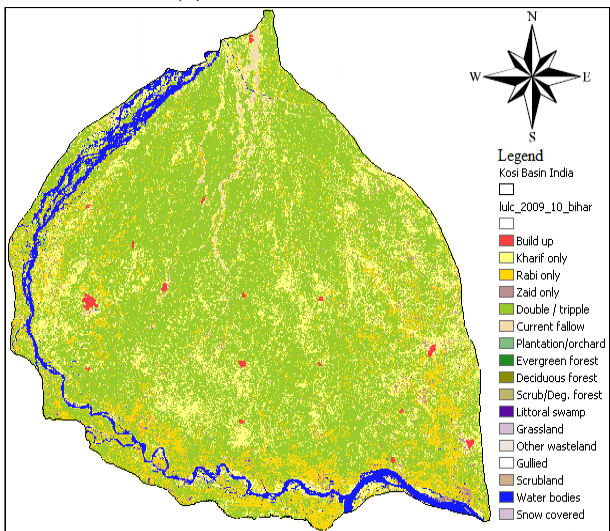 N
W
E
S
Legend
Kosi Basin India
lulc_2009_10_bihar
Build up
Kharif only
Rabi only
Zaid only
Double / tripple
Current fallow
Plantation/orchard
Evergreen forest
Deciduous forest
Scrub/Deg. forest
Littoral swamp
Grassland
Other wasteland
Gullied
Scrubland
Water bodies
Snow covered